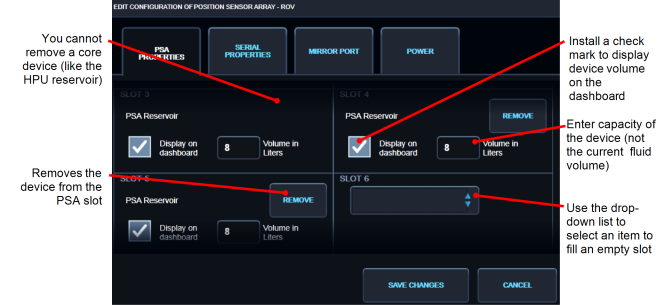 EDIT CONFIGURATION OF POSITION SENSOR ARRAY - ROV
You cannot
remove a core
device (like the
HPU reservoir)
PSA
PROPERTIES
SERIAL
PROPERTIES
MIRROR PORT
POWER
Install a check
mark to display
device volume
on the
dashboard
SLOT 3
PSA Reservoir
Display on
dashboard
8
Volume in
Liters
SLOT 4
PSA Reservoir
REMOVE
Display on
dashboard
8
Volume in
Liters
Enter capacity of
the device (not
the current fluid
volume)
Removes the
device from the
PSA slot
SLOT 5
PSA Reservoir
REMOVE
Display on
dashboard
8
Volume in
Liters
SLOT 6
Use the drop-
down list to
select an item to
fill an empty slot
SAVE CHANGES
CANCEL